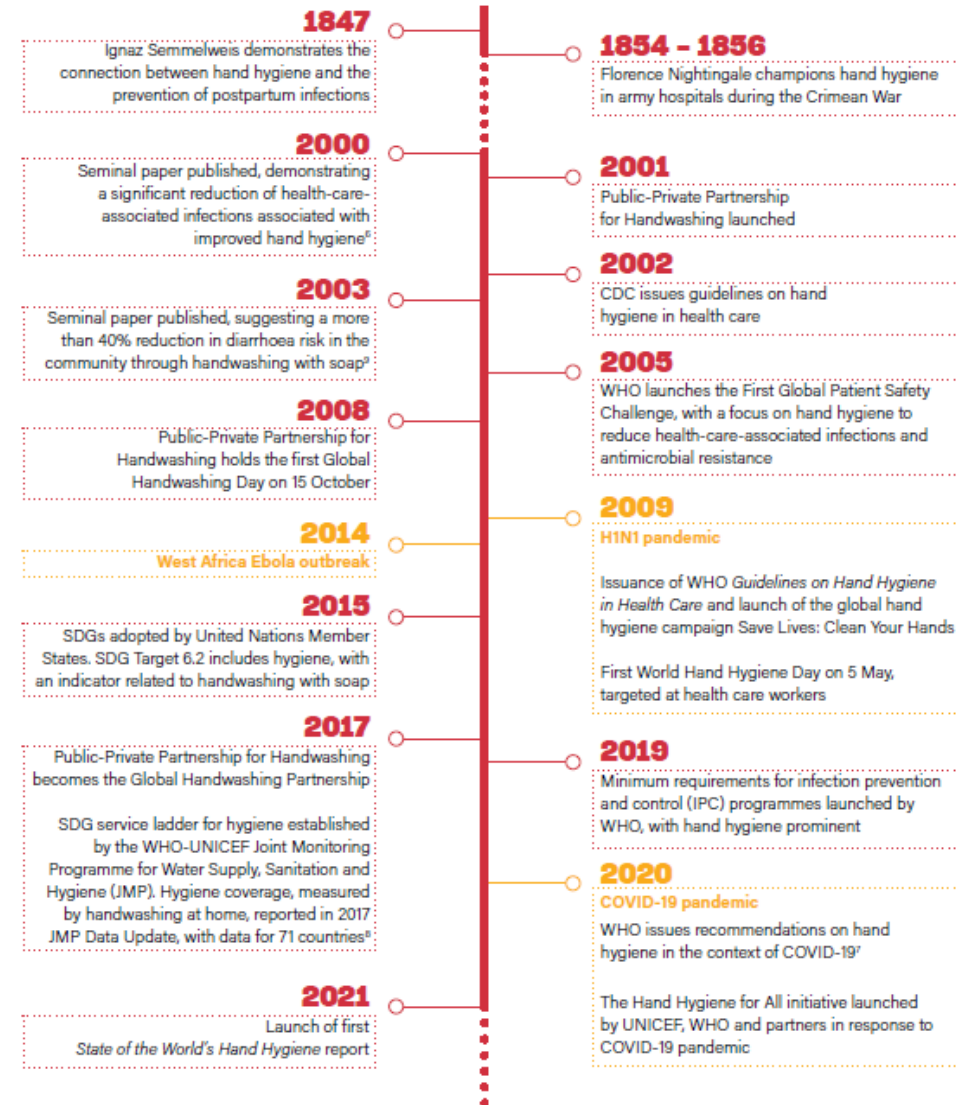 1847
Ignaz Semmelweis demonstrates the
connection between hand hygiene and the
prevention of postpartum infections
1854 – 1856
Florence Nightingale champions hand hygiene
in army hospitals during the Crimean War
2000
Seminal paper published, demonstrating
a significant reduction of health-care-
associated infections associated with
improved hand hygiene⁶
2001
Public-Private Partnership
for Handwashing launched
2002
CDC issues guidelines on hand
hygiene in health care
2003
Seminal paper published, suggesting a more
than 40% reduction in diarrhoea risk in the
community through handwashing with soap⁹
2005
WHO launches the First Global Patient Safety
Challenge, with a focus on hand hygiene to
reduce health-care-associated infections and
antimicrobial resistance
2008
Public-Private Partnership for
Handwashing holds the first Global
Handwashing Day on 15 October
2009
H1N1 pandemic
Issuance of WHO Guidelines on Hand Hygiene
in Health Care and launch of the global hand
hygiene campaign Save Lives: Clean Your Hands
First World Hand Hygiene Day on 5 May,
targeted at health care workers
2014
West Africa Ebola outbreak
2015
SDGs adopted by United Nations Member
States. SDG Target 6.2 includes hygiene, with
an indicator related to handwashing with soap
2017
Public-Private Partnership for Handwashing
becomes the Global Handwashing Partnership
SDG service ladder for hygiene established
by the WHO-UNICEF Joint Monitoring
Programme for Water Supply, Sanitation and
Hygiene (JMP). Hygiene coverage, measured
by handwashing at home, reported in 2017
JMP Data Update, with data for 71 countries⁸
2019
Minimum requirements for infection prevention
and control (IPC) programmes launched by
WHO, with hand hygiene prominent
2020
COVID-19 pandemic
WHO issues recommendations on hand
hygiene in the context of COVID-19⁷
The Hand Hygiene for All initiative launched
by UNICEF, WHO and partners in response to
COVID-19 pandemic
2021
Launch of first
State of the World's Hand Hygiene report